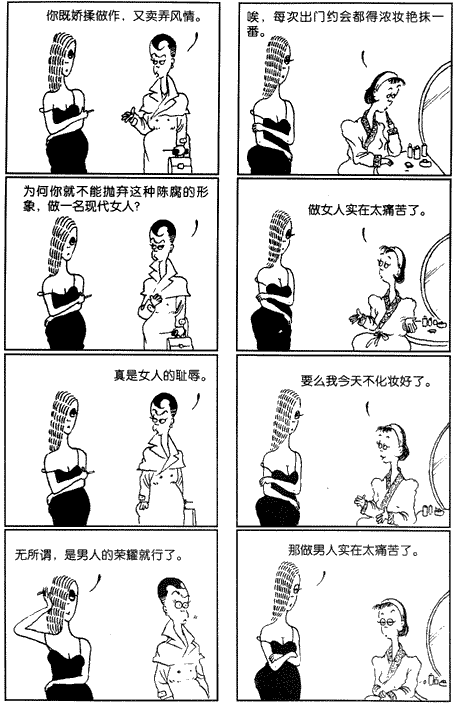 你既娇揉做作，又卖弄风情。
为何你就不能抛弃这种陈腐的形
象，做一名现代女人？
真是女人的耻辱。
无所谓，是男人的荣耀就行了。
唉，每次出门约会都得浓妆艳抹一
番。
做女人实在太痛苦了。
要么我今天不化妆好了。
那做男人实在太痛苦了。